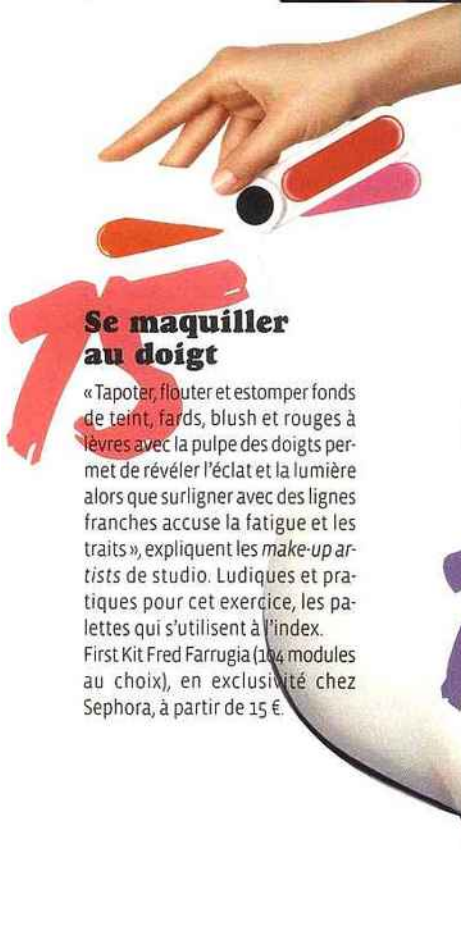 75
Se maquiller
au doigt
« Tapoter, flouter et estomper fonds
de teint, fards, blush et rouges à
lèvres avec la pulpe des doigts per-
met de révéler l'éclat et la lumière
alors que surligner avec des lignes
franches accuse la fatigue et les
traits », expliquent les make-up ar-
tists de studio. Ludiques et pra-
tiques pour cet exercice, les pa-
lettes qui s'utilisent à l'index.
First Kit Fred Farrugia (104 modules
au choix), en exclusivité chez
Sephora, à partir de 15 €.